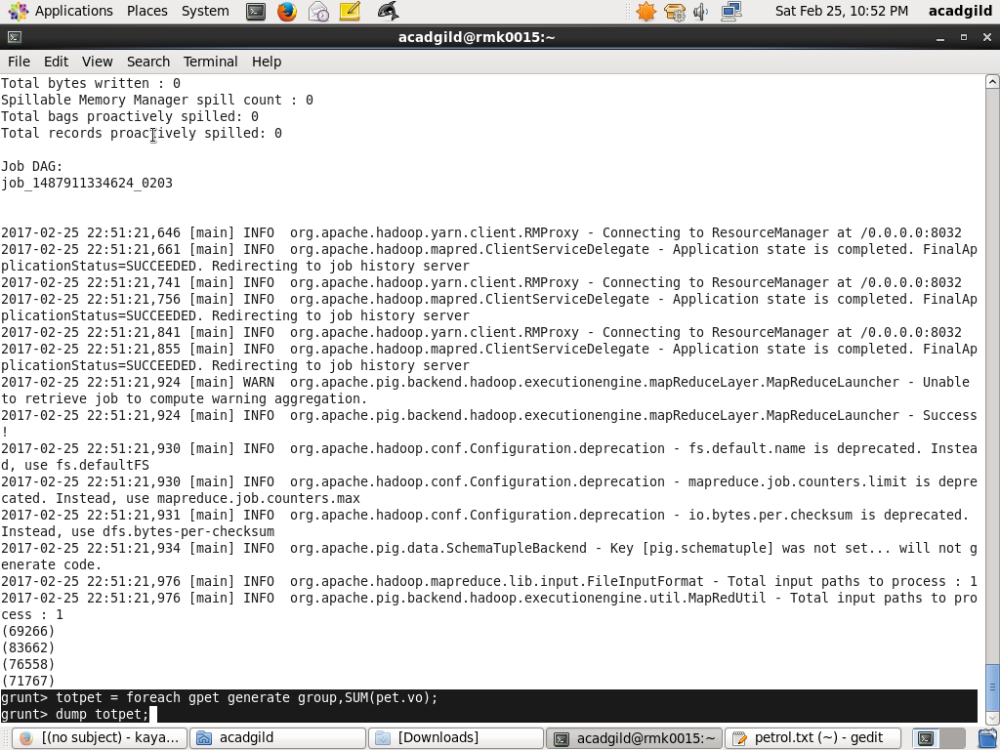 Applications Places System Sat Feb 25, 10:52 PM acadgild
acadgild@rmk0015:~
File Edit View Search Terminal Help
Total bytes written : 0
Spillable Memory Manager spill count : 0
Total bags proactively spilled: 0
Total records proactively spilled: 0
Job DAG:
job_1487911334624_0203
2017-02-25 22:51:21,646 [main] INFO  org.apache.hadoop.yarn.client.RMProxy - Connecting to ResourceManager at /0.0.0.0:8032
2017-02-25 22:51:21,661 [main] INFO  org.apache.hadoop.mapred.ClientServiceDelegate - Application state is completed. FinalAp
plicationStatus=SUCCEEDED. Redirecting to job history server
2017-02-25 22:51:21,741 [main] INFO  org.apache.hadoop.yarn.client.RMProxy - Connecting to ResourceManager at /0.0.0.0:8032
2017-02-25 22:51:21,756 [main] INFO  org.apache.hadoop.mapred.ClientServiceDelegate - Application state is completed. FinalAp
plicationStatus=SUCCEEDED. Redirecting to job history server
2017-02-25 22:51:21,841 [main] INFO  org.apache.hadoop.yarn.client.RMProxy - Connecting to ResourceManager at /0.0.0.0:8032
2017-02-25 22:51:21,855 [main] INFO  org.apache.hadoop.mapred.ClientServiceDelegate - Application state is completed. FinalAp
plicationStatus=SUCCEEDED. Redirecting to job history server
2017-02-25 22:51:21,924 [main] WARN  org.apache.pig.backend.hadoop.executionengine.mapReduceLayer.MapReduceLauncher - Unable
to retrieve job to compute warning aggregation.
2017-02-25 22:51:21,924 [main] INFO  org.apache.pig.backend.hadoop.executionengine.mapReduceLayer.MapReduceLauncher - Success
!
2017-02-25 22:51:21,930 [main] INFO  org.apache.hadoop.conf.Configuration.deprecation - fs.default.name is deprecated. Instea
d, use fs.defaultFS
2017-02-25 22:51:21,930 [main] INFO  org.apache.hadoop.conf.Configuration.deprecation - mapreduce.job.counters.limit is depre
cated. Instead, use mapreduce.job.counters.max
2017-02-25 22:51:21,931 [main] INFO  org.apache.hadoop.conf.Configuration.deprecation - io.bytes.per.checksum is deprecated.
Instead, use dfs.bytes-per-checksum
2017-02-25 22:51:21,934 [main] INFO  org.apache.pig.data.SchemaTupleBackend - Key [pig.schematuple] was not set... will not g
enerate code.
2017-02-25 22:51:21,976 [main] INFO  org.apache.hadoop.mapreduce.lib.input.FileInputFormat - Total input paths to process : 1
2017-02-25 22:51:21,976 [main] INFO  org.apache.pig.backend.hadoop.executionengine.util.MapRedUtil - Total input paths to pro
cess : 1
(69266)
(83662)
(76558)
(71767)
grunt> totpet = foreach gpet generate group,SUM(pet.vo);
grunt> dump totpet;
[(no subject) - kaya... acadgild [Downloads] acadgild@rmk0015:~ petrol.txt (~) - gedit